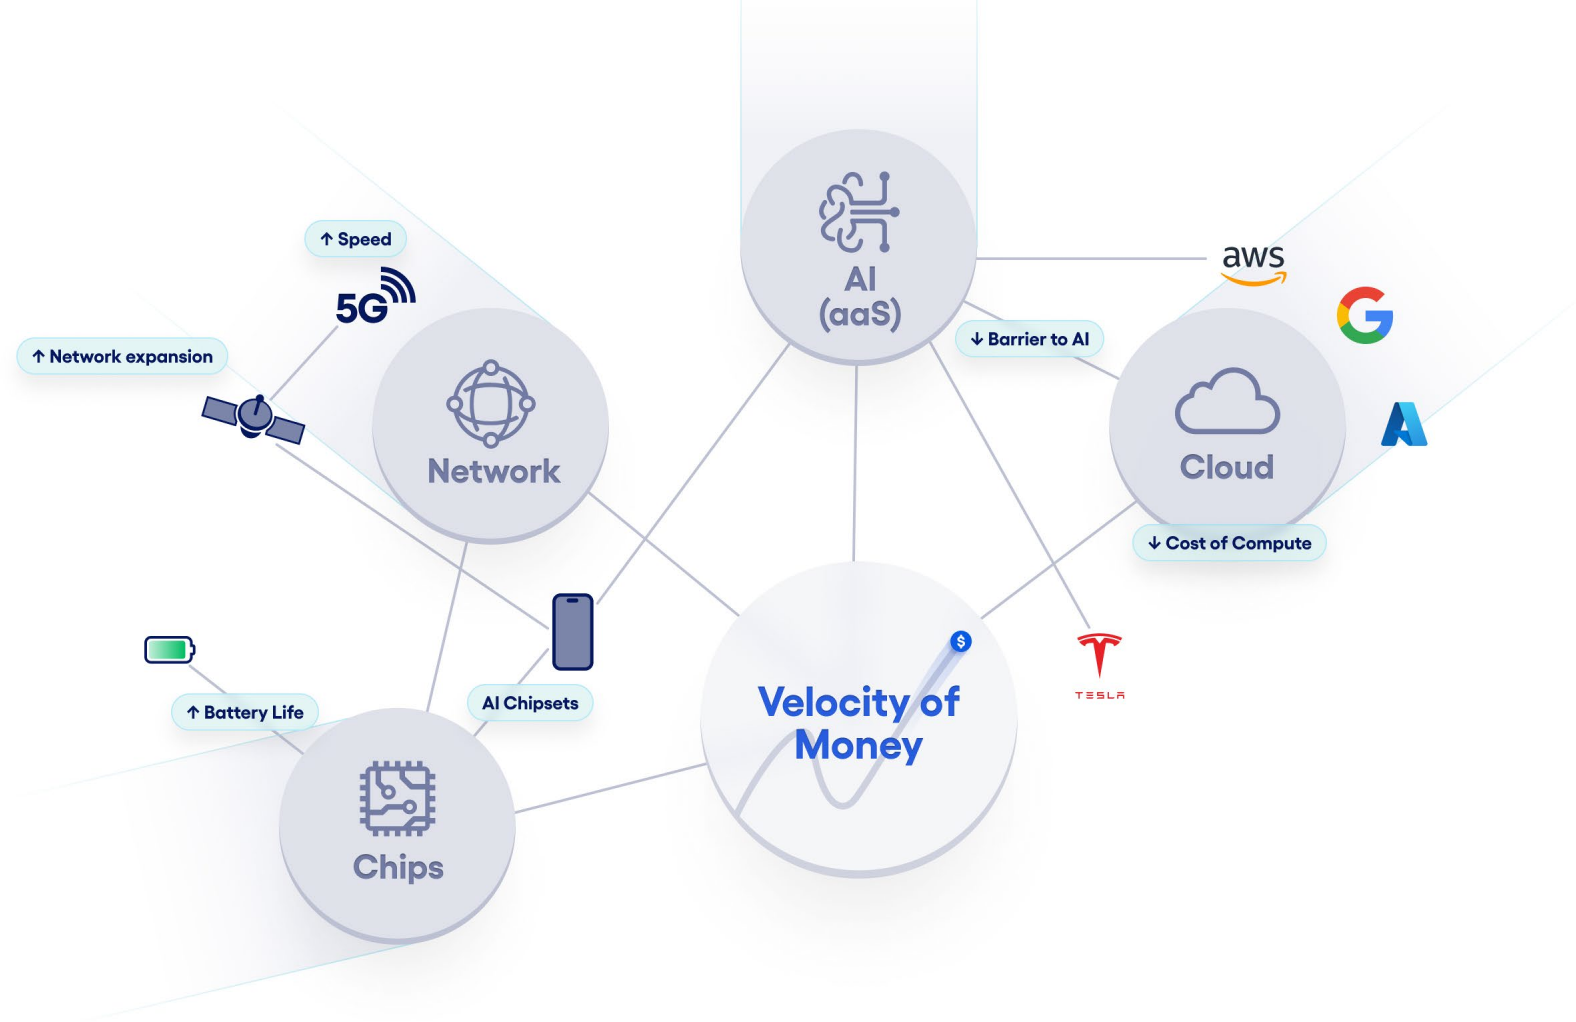 ↑ Speed
5G
↑ Network expansion
Network
AI
(aaS)
aws
G
↓ Barrier to AI
Cloud
↓ Cost of Compute
TESLA
↑ Battery Life
AI Chipsets
Chips
$
Velocity of
Money